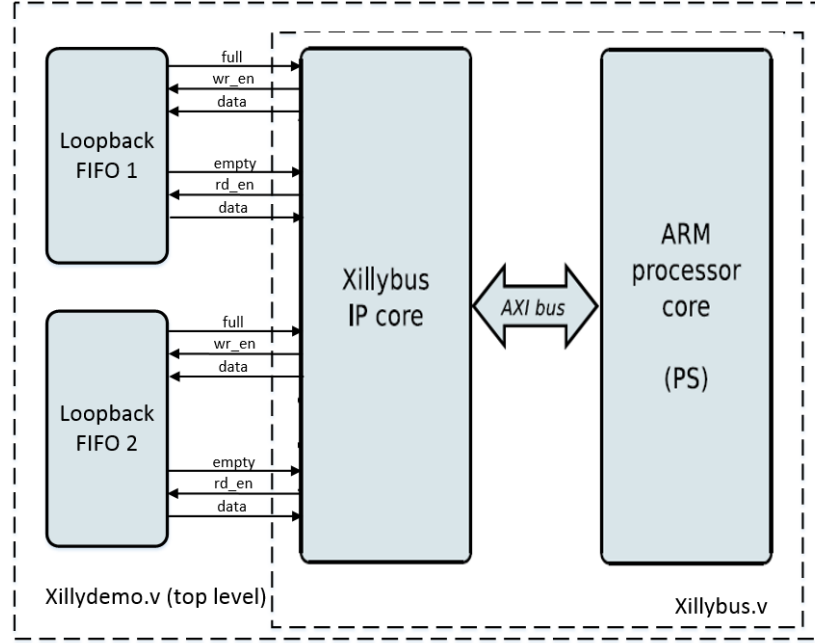 full
wr_en
data
Loopback
FIFO 1
empty
rd_en
data
full
wr_en
data
Loopback
FIFO 2
empty
rd_en
data
Xillybus
IP core
AXI bus
ARM
processor
core
(PS)
Xillydemo.v (top level)
Xillybus.v